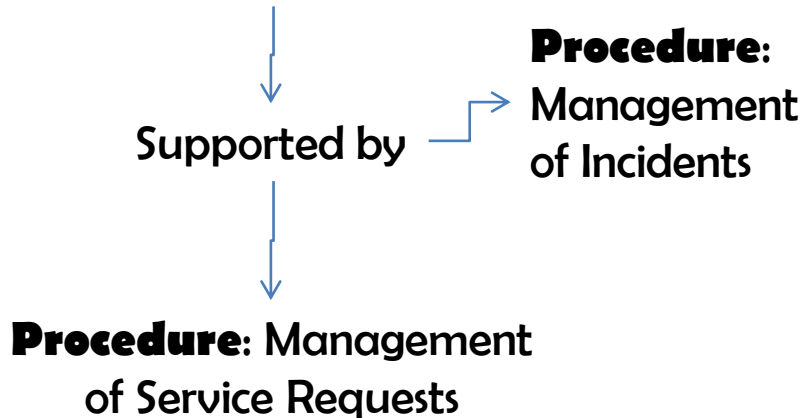 Procedure:
Management
of Incidents
Supported by
Procedure: Management
of Service Requests